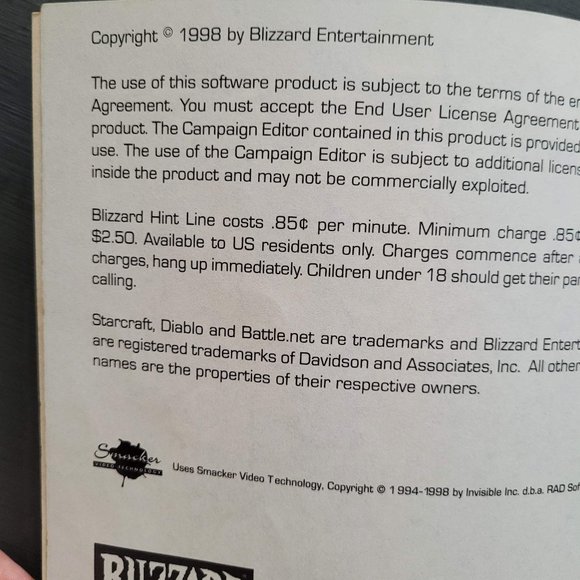 Copyright © 1998 by Blizzard Entertainment
The use of this software product is subject to the terms of the
Agreement. You must accept the End User License Agreement
product. The Campaign Editor contained in this product is provided
use. The use of the Campaign Editor is subject to additional
inside the product and may not be commercially exploited.
Blizzard Hint Line costs .85¢ per minute. Minimum charge .85¢
$2.50. Available to US residents only. Charges commence after
charges, hang up immediately. Children under 18 should get their
calling.
Starcraft, Diablo and Battle.net are trademarks and Blizzard
are registered trademarks of Davidson and Associates, Inc. All other
names are the properties of their respective owners.
Smacker
VIDEO TECHNOLOGY
Uses Smacker Video Technology, Copyright © 1994-1998 by Invisible Inc. d.b.a. RAD
BLIZZARD